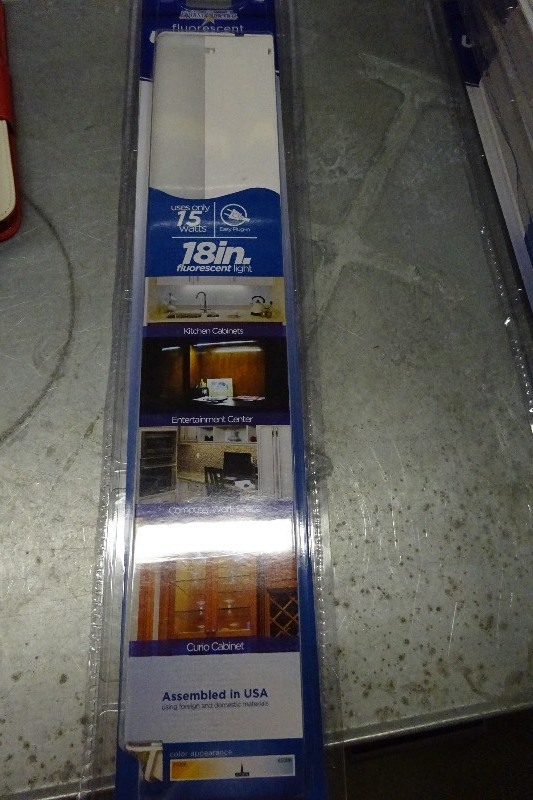 fluorescent
uses only
15
watts
Easy Plug-in
18in.
fluorescent light
Kitchen Cabinets
Entertainment Center
Computer Work
Curio Cabinet
Assembled in USA
using foreign and domestic materials
color appearance